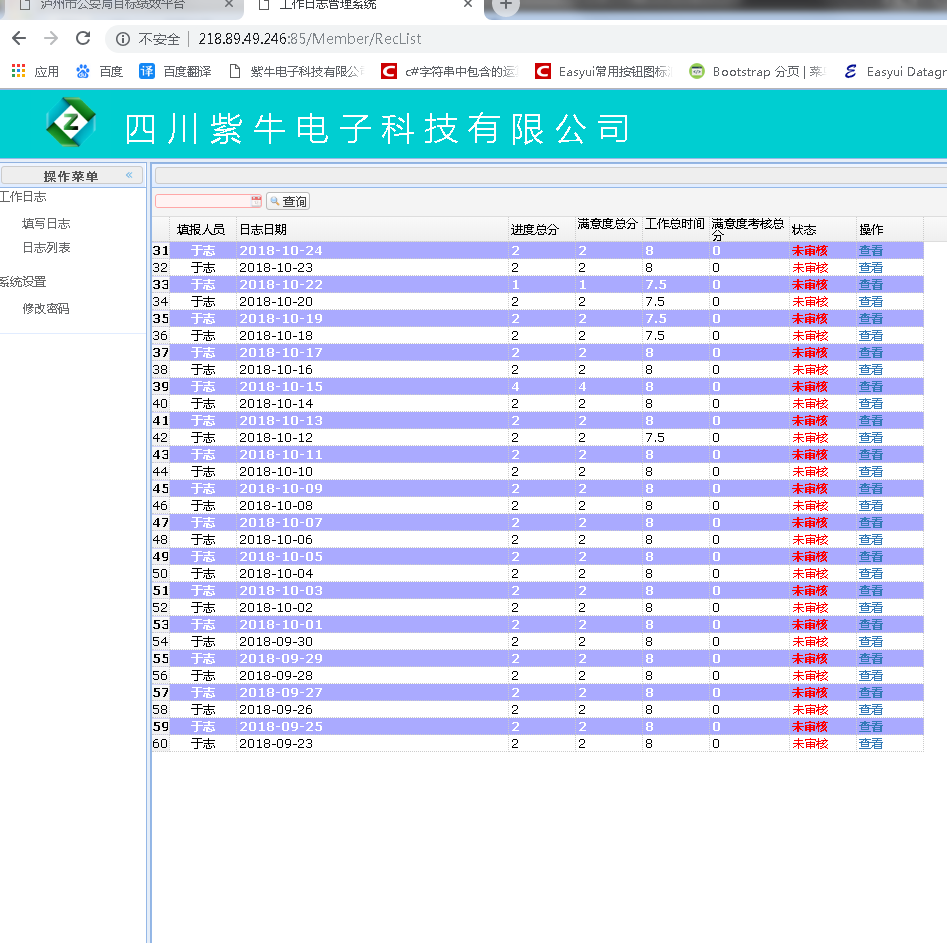 泸州市公安局目标绩效平台 × 工作日志管理系统 × +
不安全 | 218.89.49.246:85/Member/RecList
应用 百度 译 百度翻译 紫牛电子科技有限公 C c#字符串中包含的运 C Easyui常用按钮图标 Bootstrap 分页 | 菜 Easyui Datagr
Z 四川紫牛电子科技有限公司
操作菜单 «
工作日志
填写日志
日志列表
系统设置
修改密码
查询
填报人员 日志日期 进度总分 满意度总分 工作总时间 满意度考核总分 状态 操作
31 于志 2018-10-24 2 2 8 0 未审核 查看
32 于志 2018-10-23 2 2 8 0 未审核 查看
33 于志 2018-10-22 1 1 7.5 0 未审核 查看
34 于志 2018-10-20 2 2 7.5 0 未审核 查看
35 于志 2018-10-19 2 2 7.5 0 未审核 查看
36 于志 2018-10-18 2 2 7.5 0 未审核 查看
37 于志 2018-10-17 2 2 8 0 未审核 查看
38 于志 2018-10-16 2 2 8 0 未审核 查看
39 于志 2018-10-15 4 4 8 0 未审核 查看
40 于志 2018-10-14 2 2 8 0 未审核 查看
41 于志 2018-10-13 2 2 8 0 未审核 查看
42 于志 2018-10-12 2 2 7.5 0 未审核 查看
43 于志 2018-10-11 2 2 8 0 未审核 查看
44 于志 2018-10-10 2 2 8 0 未审核 查看
45 于志 2018-10-09 2 2 8 0 未审核 查看
46 于志 2018-10-08 2 2 8 0 未审核 查看
47 于志 2018-10-07 2 2 8 0 未审核 查看
48 于志 2018-10-06 2 2 8 0 未审核 查看
49 于志 2018-10-05 2 2 8 0 未审核 查看
50 于志 2018-10-04 2 2 8 0 未审核 查看
51 于志 2018-10-03 2 2 8 0 未审核 查看
52 于志 2018-10-02 2 2 8 0 未审核 查看
53 于志 2018-10-01 2 2 8 0 未审核 查看
54 于志 2018-09-30 2 2 8 0 未审核 查看
55 于志 2018-09-29 2 2 8 0 未审核 查看
56 于志 2018-09-28 2 2 8 0 未审核 查看
57 于志 2018-09-27 2 2 8 0 未审核 查看
58 于志 2018-09-26 2 2 8 0 未审核 查看
59 于志 2018-09-25 2 2 8 0 未审核 查看
60 于志 2018-09-23 2 2 8 0 未审核 查看